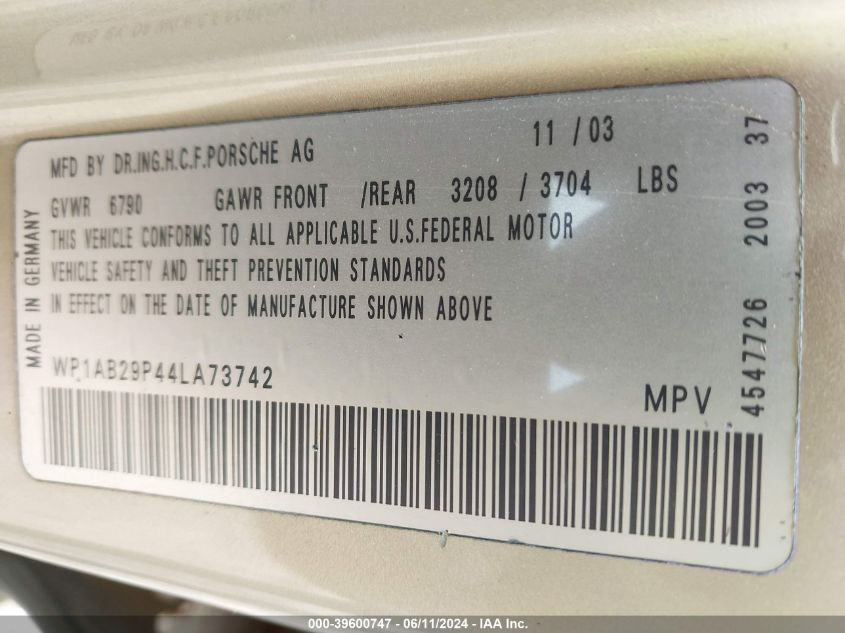 MFD BY DR.ING.H.C.F.PORSCHE AG 11 / 03
GVWR 6790 GAWR FRONT /REAR 3208 / 3704 LBS
THIS VEHICLE CONFORMS TO ALL APPLICABLE U.S.FEDERAL MOTOR
VEHICLE SAFETY AND THEFT PREVENTION STANDARDS
IN EFFECT ON THE DATE OF MANUFACTURE SHOWN ABOVE
WP1AB29P44LA73742
MPV
MADE IN GERMANY
4547726 2003 37
000-39600747 - 06/11/2024 - IAA Inc.